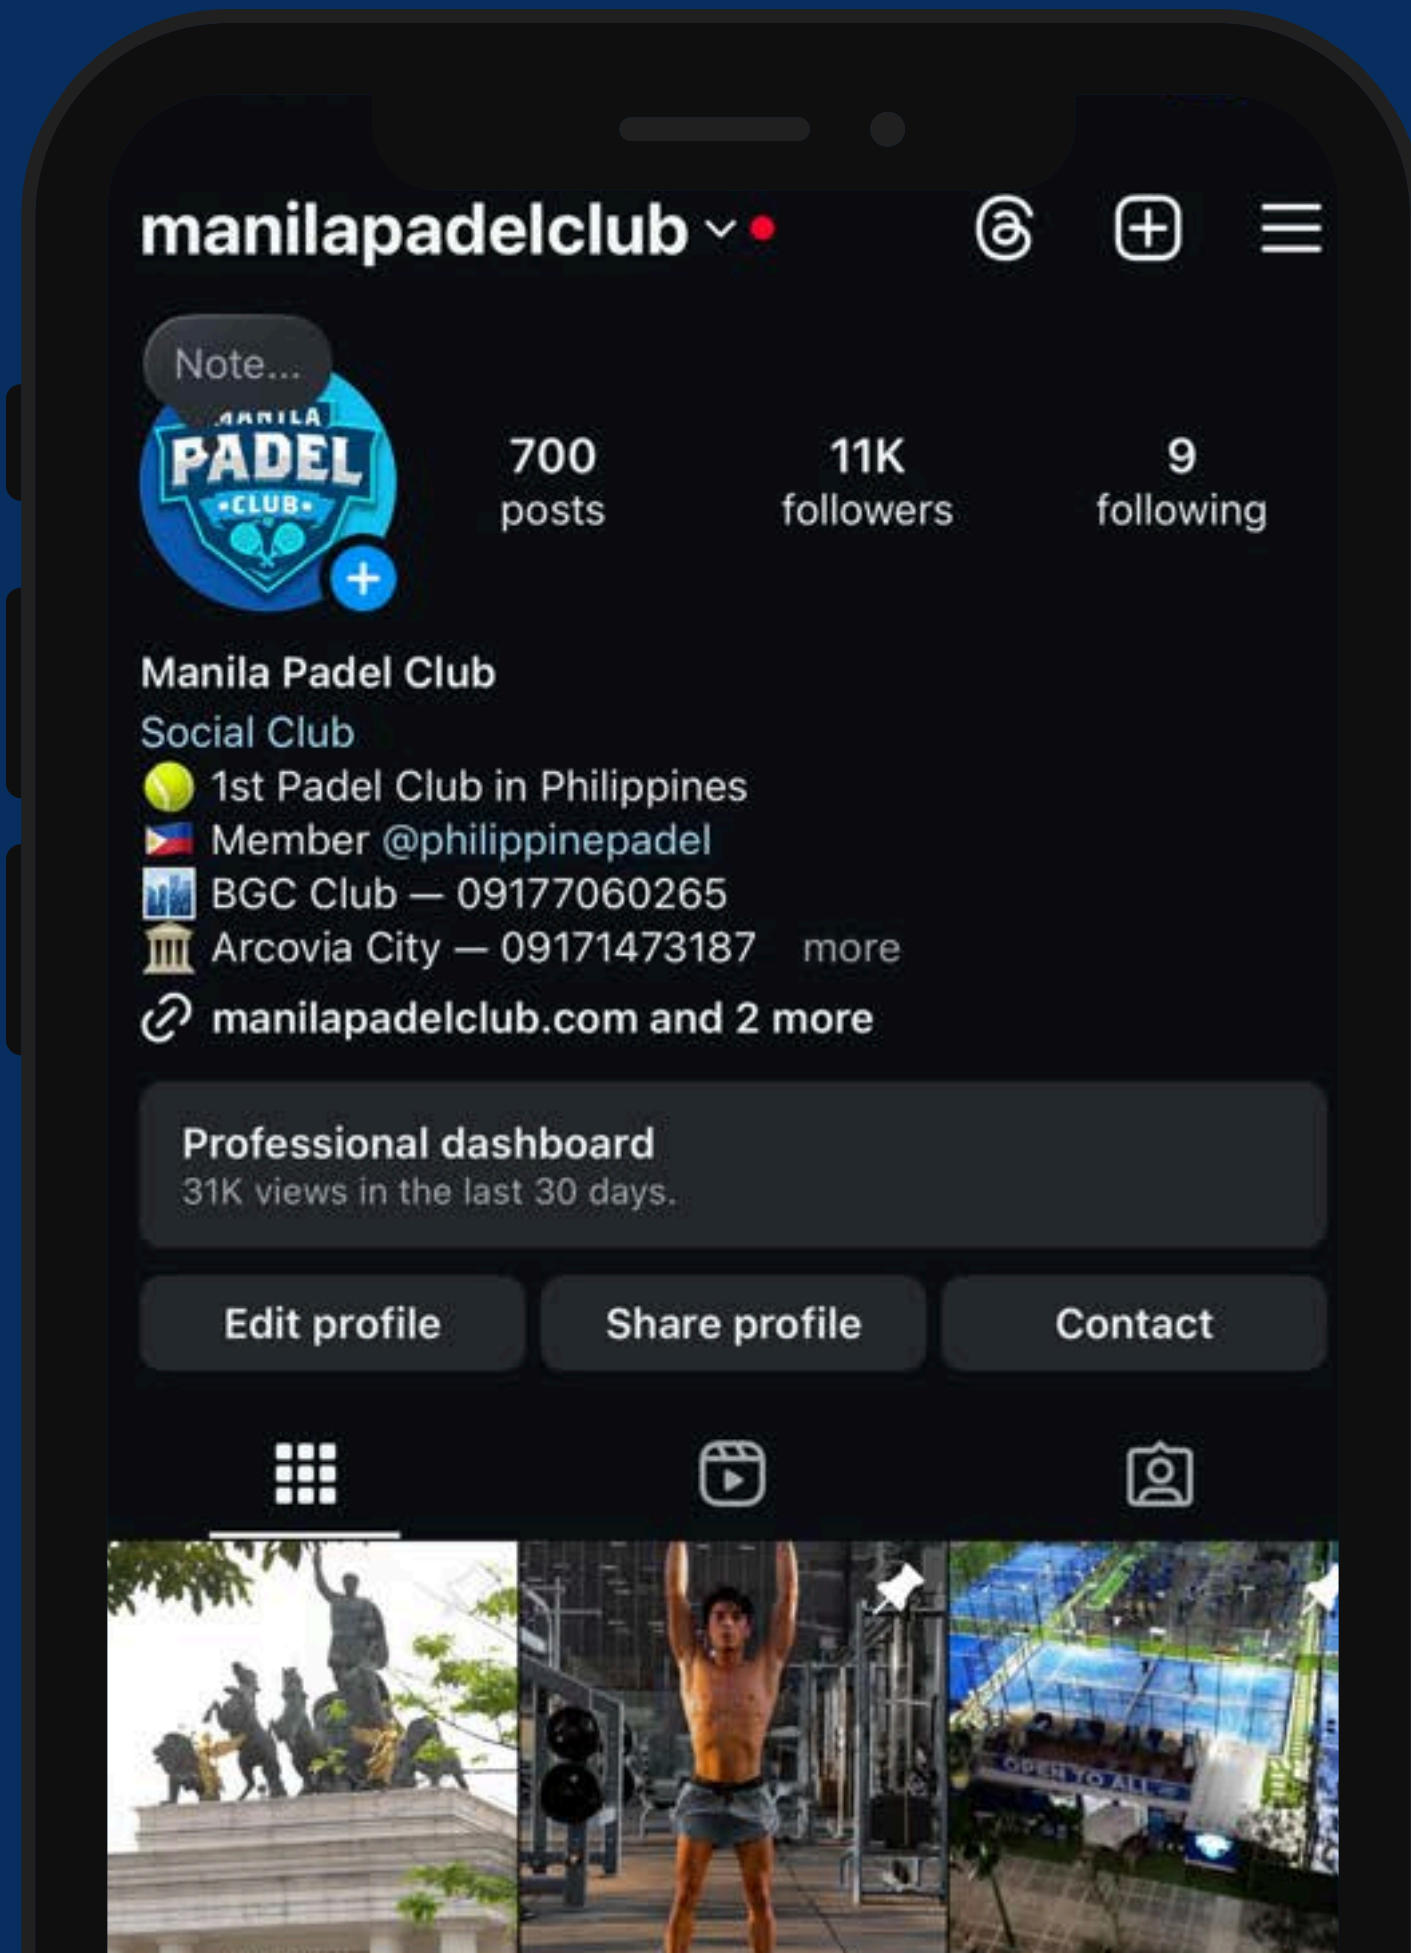 manilapadelclub
Note...
MANILA
PADEL
CLUB
700
posts
11K
followers
9
following
Manila Padel Club
Social Club
1st Padel Club in Philippines
Member @philippinepadel
BGC Club — 09177060265
Arcovia City — 09171473187 more
manilapadelclub.com and 2 more
Professional dashboard
31K views in the last 30 days.
Edit profile
Share profile
Contact
OPEN TO ALL